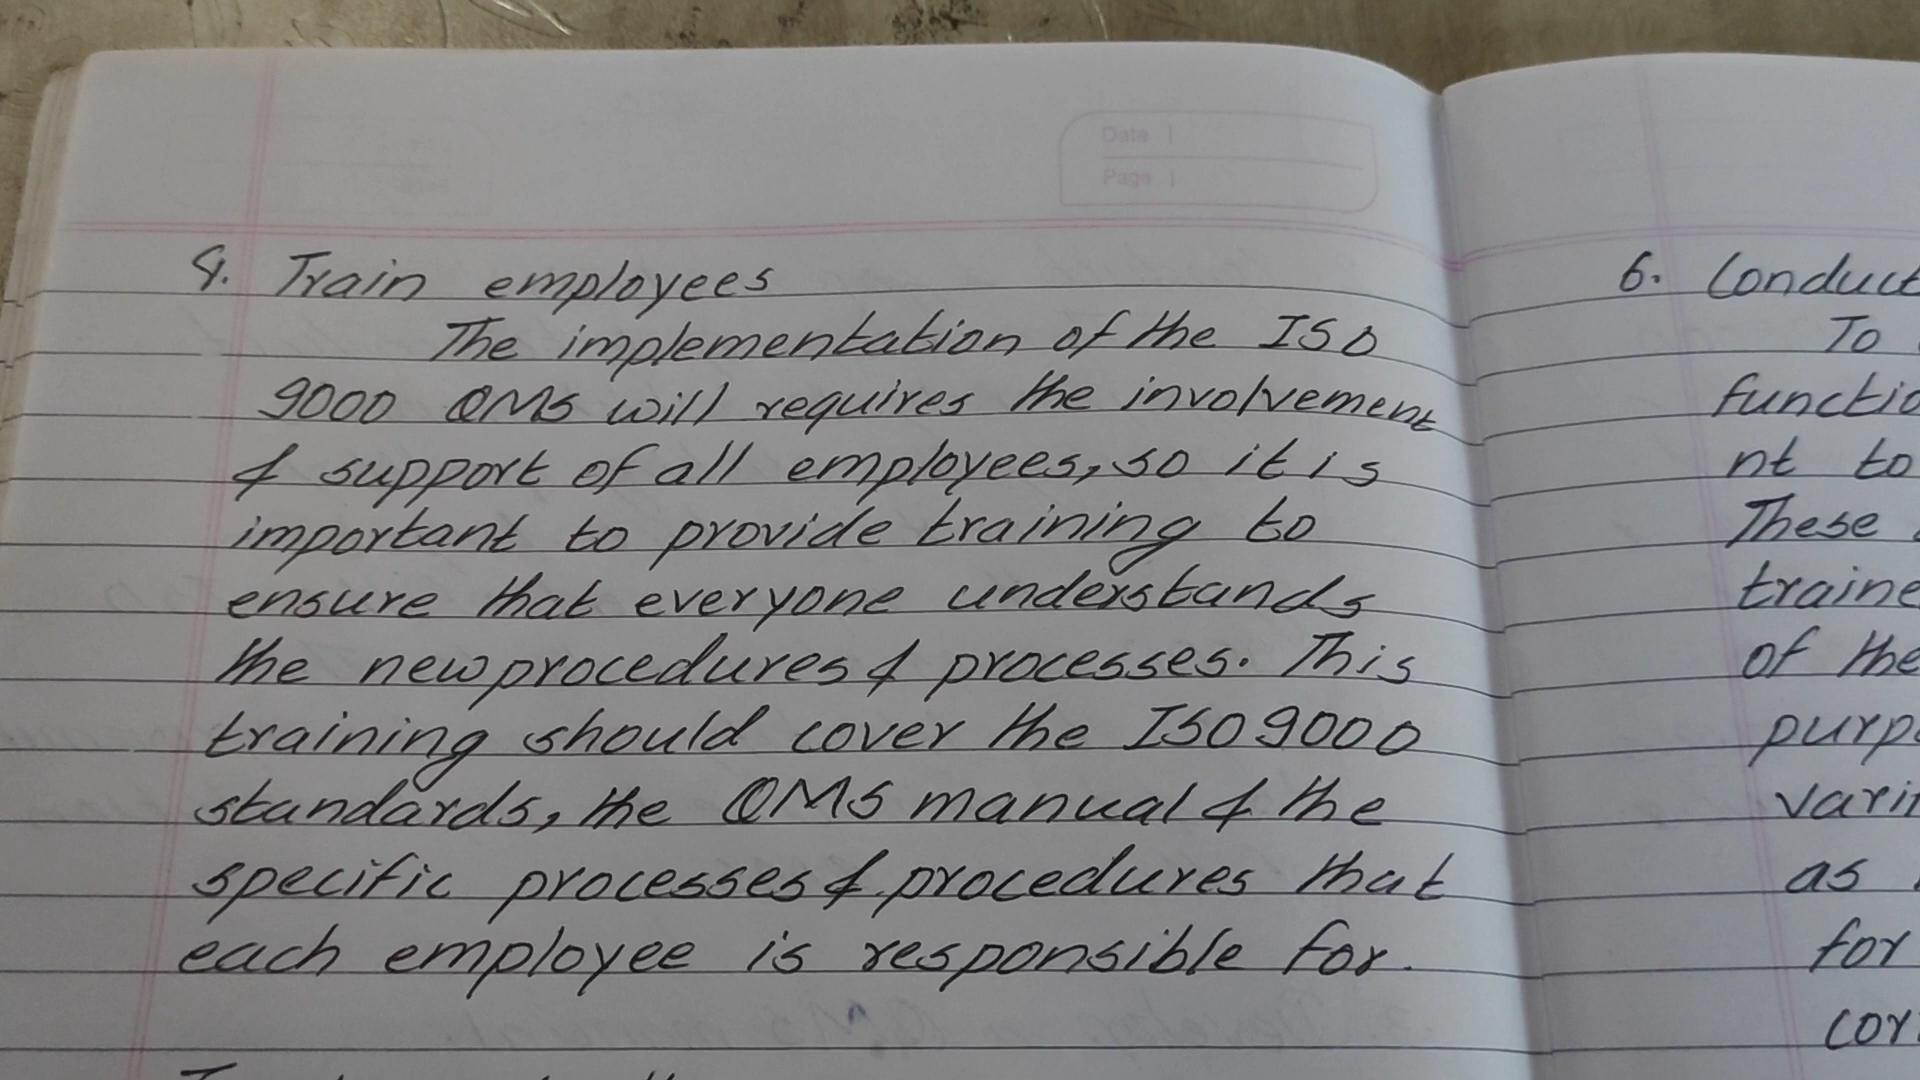 Date
Page
4. Train employees
The implementation of the ISO
9000 QMS will requires the involvement
& support of all employees, so it is
important to provide training to
ensure that everyone understands
the new procedures & processes. This
training should cover the ISO 9000
standards, the QMS manual & the
specific processes & procedures that
each employee is responsible for.
6. Conduct
To
functio
nt to
These
traine
of the
purp
vari
as
for
cor